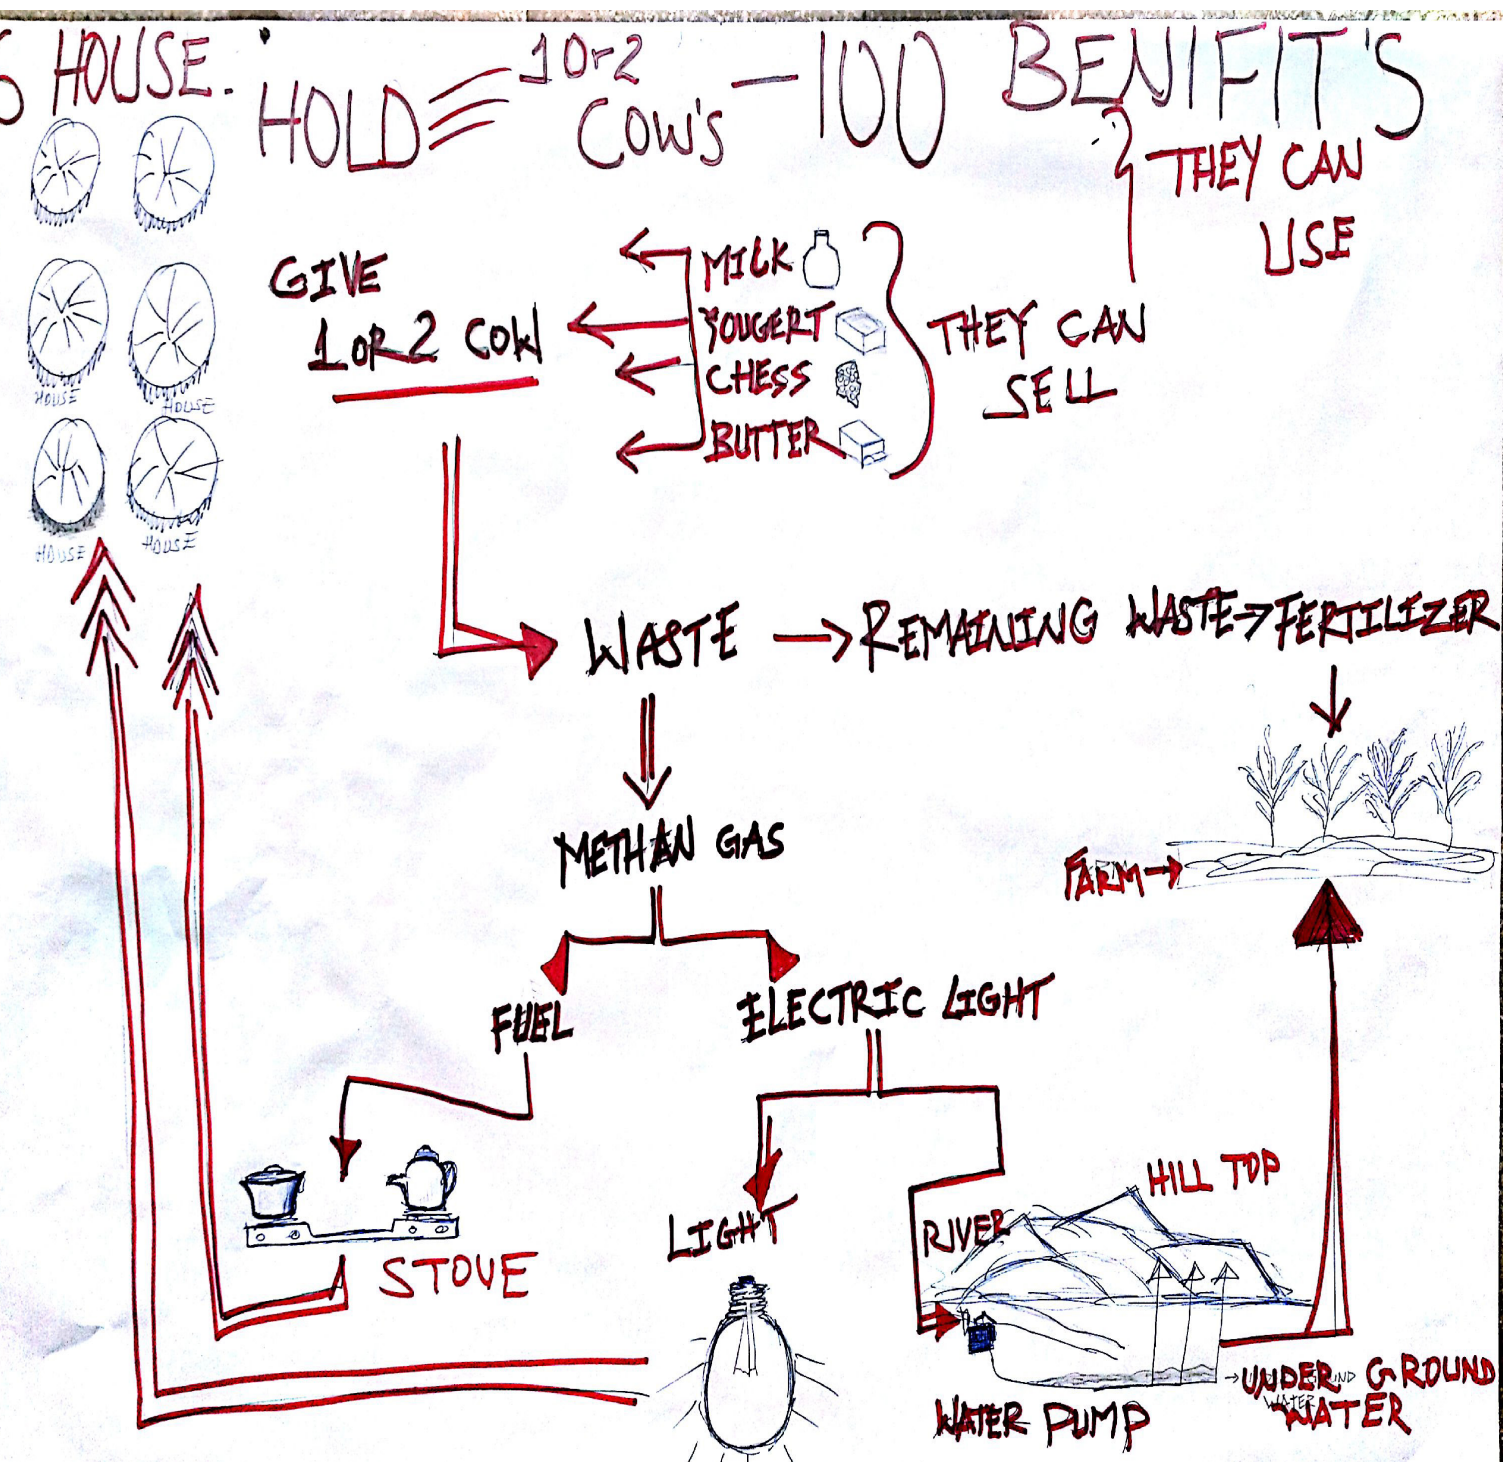 6 HOUSE. HOLD 1 or 2 COW'S – 100 BENIFIT'S
THEY CAN
USE
GIVE
1 OR 2 COW
MILK
YOUGERT
CHESS
BUTTER
THEY CAN
SELL
HOUSE
HOUSE
HOUSE
HOUSE
WASTE → REMAINING WASTE → FERTILIZER
METHAN GAS
FARM →
FUEL
ELECTRIC LIGHT
STOVE
LIGHT
RIVER
HILL TOP
WATER PUMP
→ UNDER GROUND
WATER